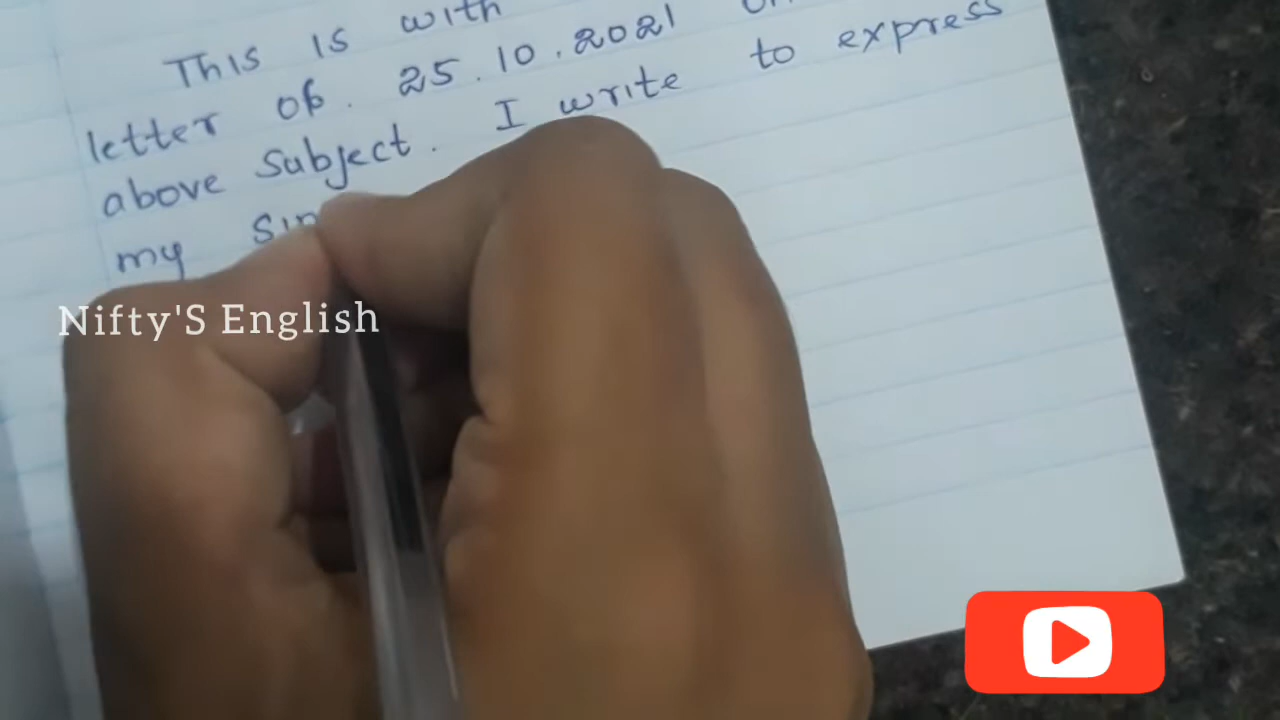 This is with
letter of. 25.10.2021
above Subject. I write to express
my
Nifty'S English